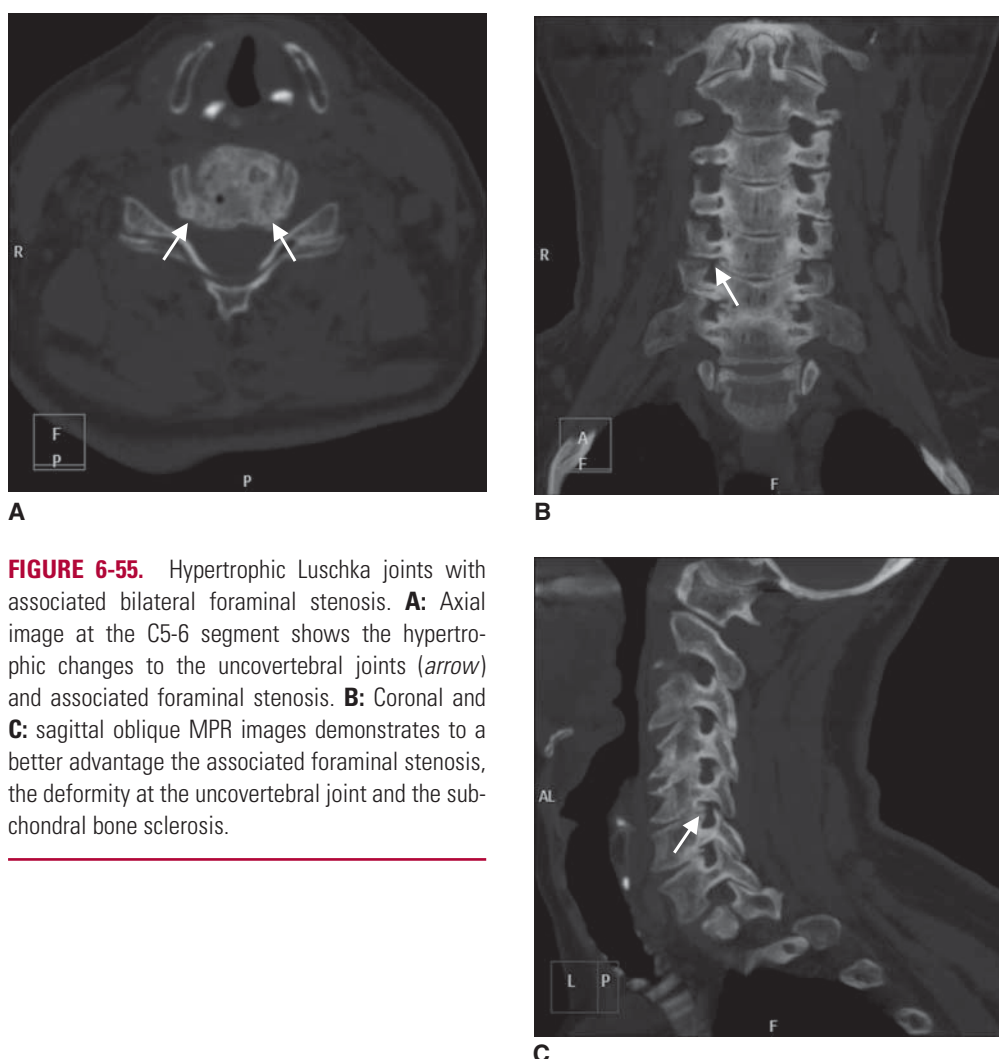 R
F
P
P
A
R
A
F
F
B
FIGURE 6-55. Hypertrophic Luschka joints with
associated bilateral foraminal stenosis. A: Axial
image at the C5-6 segment shows the hypertro-
phic changes to the uncovertebral joints (arrow)
and associated foraminal stenosis. B: Coronal and
C: sagittal oblique MPR images demonstrates to a
better advantage the associated foraminal stenosis,
the deformity at the uncovertebral joint and the sub-
chondral bone sclerosis.
AL
L P
F
C